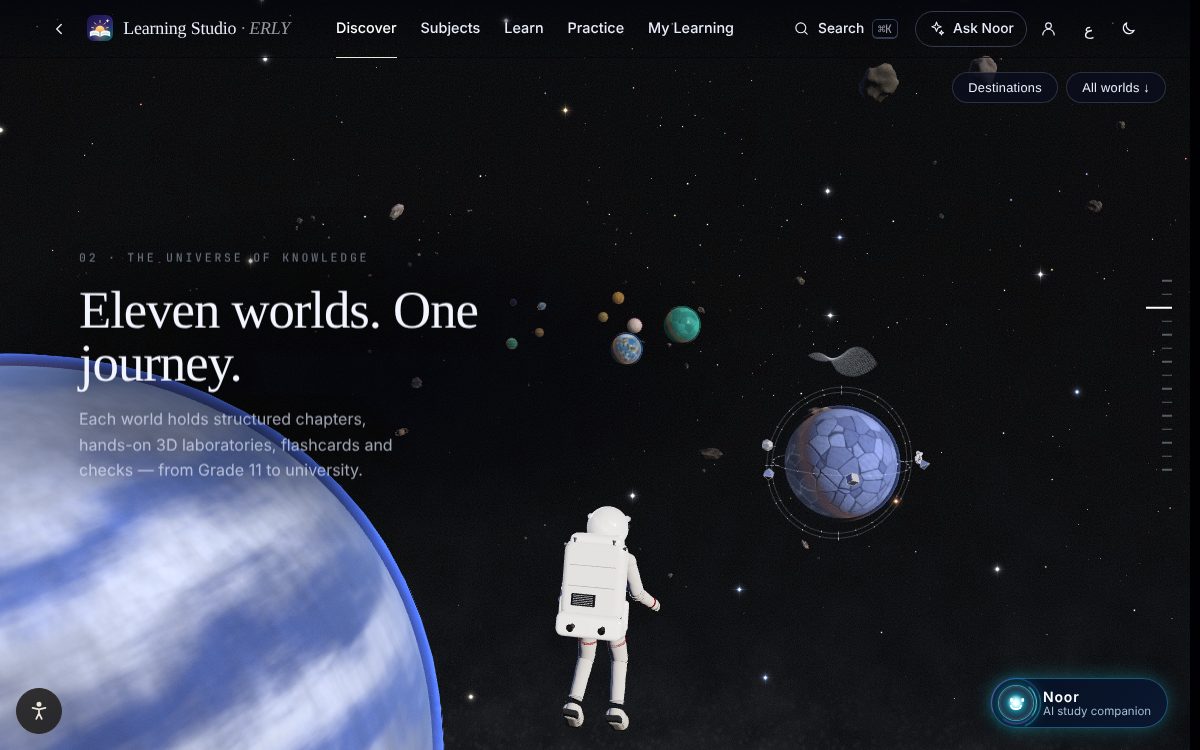 Learning Studio · ERLY
Discover
Subjects
Learn
Practice
My Learning
Search
⌘K
Ask Noor
ع
Destinations
All worlds ↓
02 · THE UNIVERSE OF KNOWLEDGE
Eleven worlds. One
journey.
Each world holds structured chapters,
hands-on 3D laboratories, flashcards and
checks — from Grade 11 to university.
Noor
AI study companion